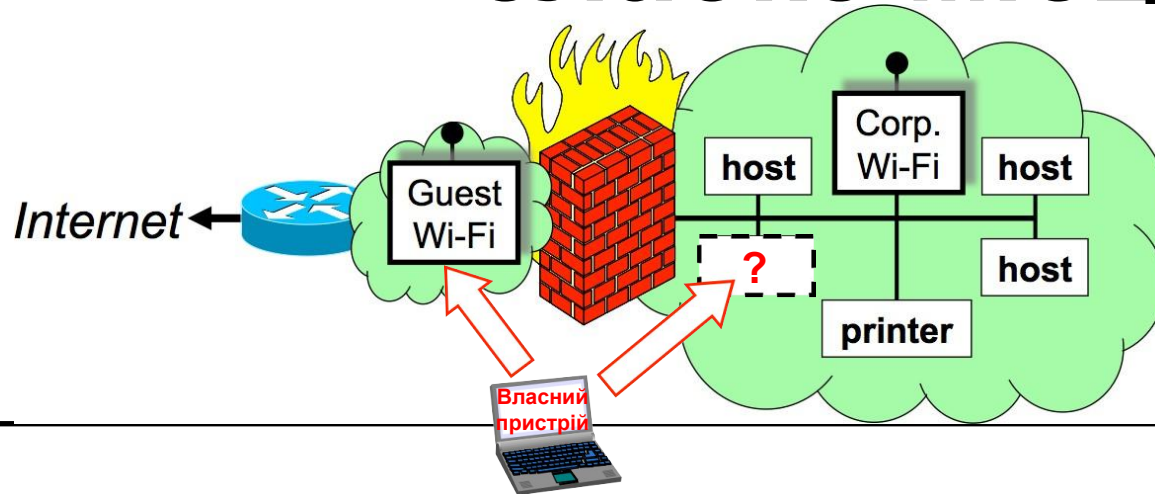 Internet
Guest
Wi-Fi
host
Corp.
Wi-Fi
host
?
host
printer
Власний
пристрій